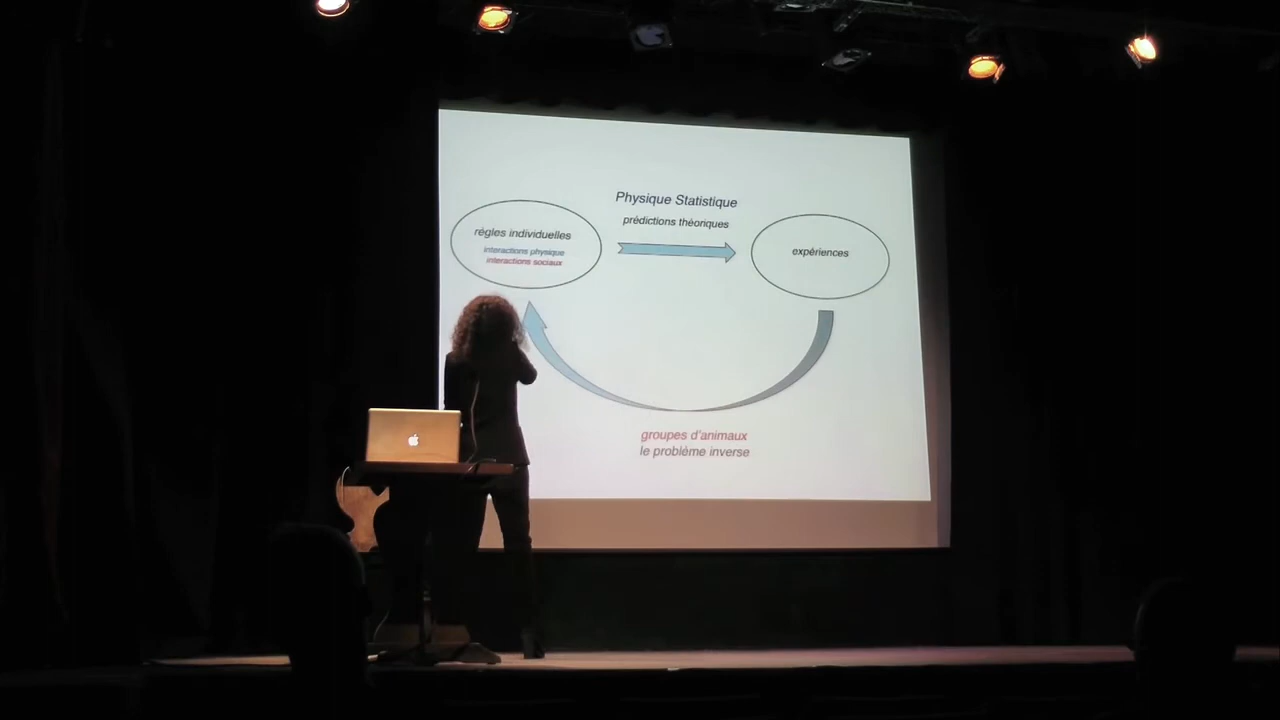 Physique Statistique
prédictions théoriques
règles individuelles
interactions physique
interactions sociaux
expériences
groupes d'animaux
le problème inverse